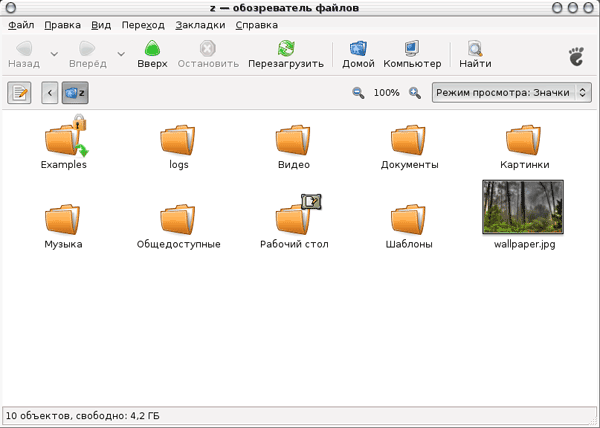 z — обозреватель файлов
Файл Правка Вид Переход Закладки Справка
Назад Вперёд Вверх Остановить Перезагрузить Домой Компьютер Найти
z 100% Режим просмотра: Значки
Examples logs Видео Документы Картинки
Музыка Общедоступные Рабочий стол Шаблоны wallpaper.jpg
10 объектов, свободно: 4,2 ГБ